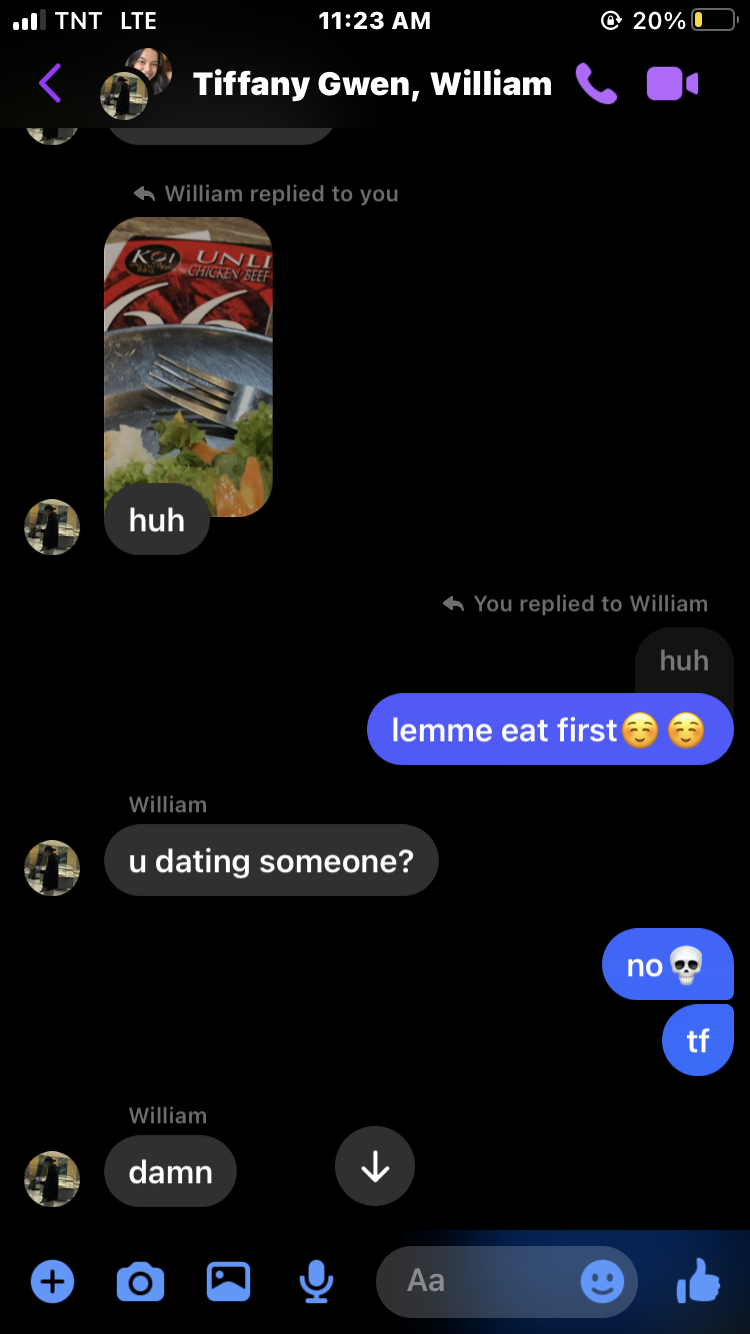 TNT LTE 11:23 AM 20%
Tiffany Gwen, William
William replied to you
KOI UNLI
CHICKEN BEEF
huh
You replied to William
huh
lemme eat first☺️ ☺️
William
u dating someone?
no💀
tf
William
damn
Aa